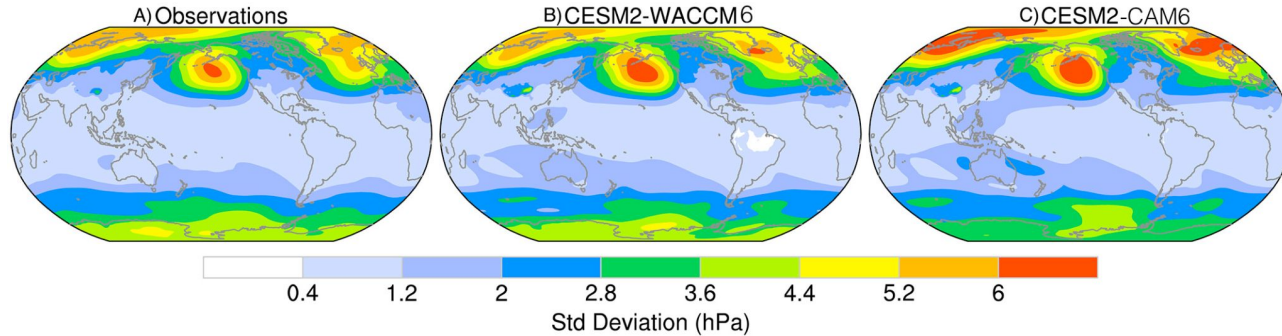 A) Observations
B) CESM2-WACCM6
C) CESM2-CAM6
0.4 1.2 2 2.8 3.6 4.4 5.2 6
Std Deviation (hPa)